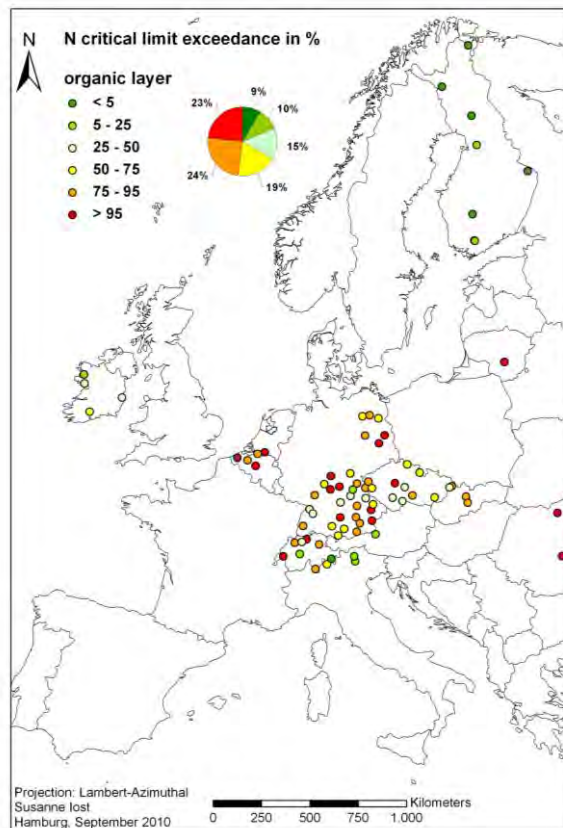 N
N critical limit exceedance in %
organic layer
< 5
5 - 25
25 - 50
50 - 75
75 - 95
> 95
9%
10%
15%
19%
24%
23%
Projection: Lambert-Azimuthal
Susanne Iost
Hamburg, September 2010
Kilometers
0 250 500 750 1.000